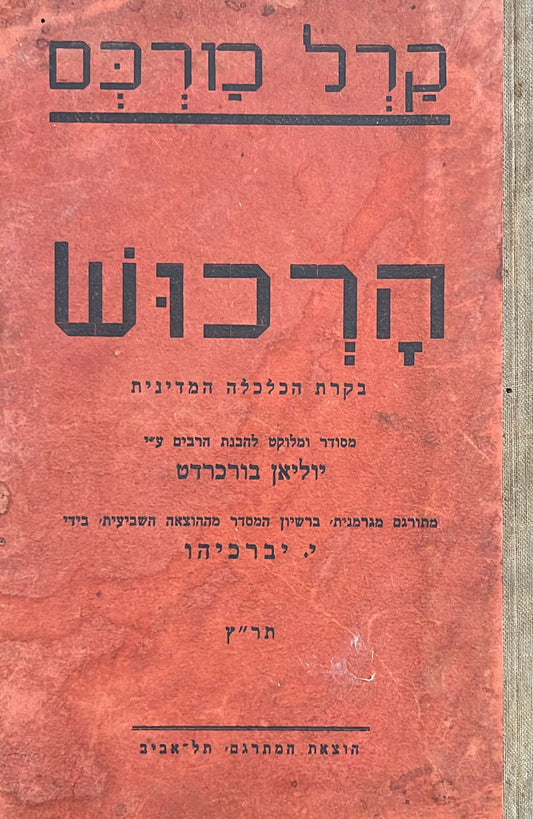 קַרְל מַרְכְּס
הָרְכוּשׁ
בקרת הכלכלה המדינית
מסודר ומלוקט להבנת הרבים ע״י
יוליאן בורכרדט
מתורגם מגרמנית, ברשיון המסדר מההוצאה השביעית, בידי
י. יברכיהו
תר״ץ
הוצאת המתרגם, תל־אביב